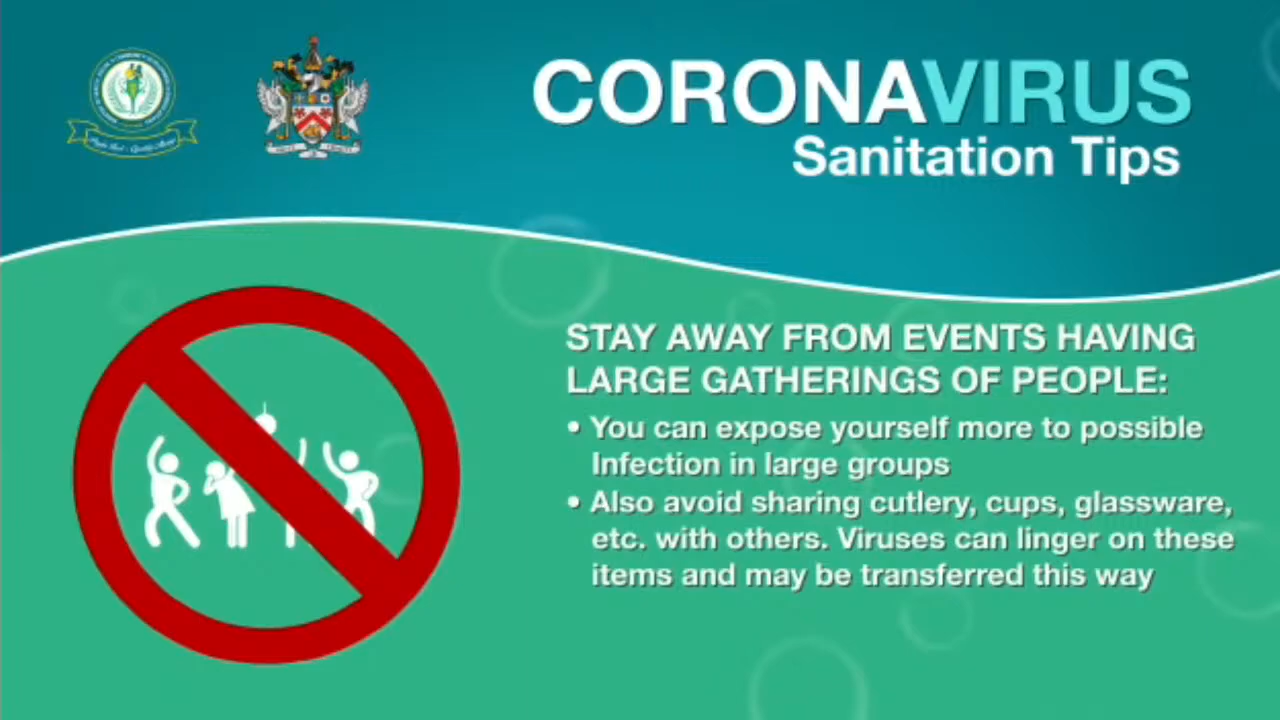 CORONAVIRUS
Sanitation Tips
STAY AWAY FROM EVENTS HAVING
LARGE GATHERINGS OF PEOPLE:
• You can expose yourself more to possible
Infection in large groups
• Also avoid sharing cutlery, cups, glassware,
etc. with others. Viruses can linger on these
items and may be transferred this way